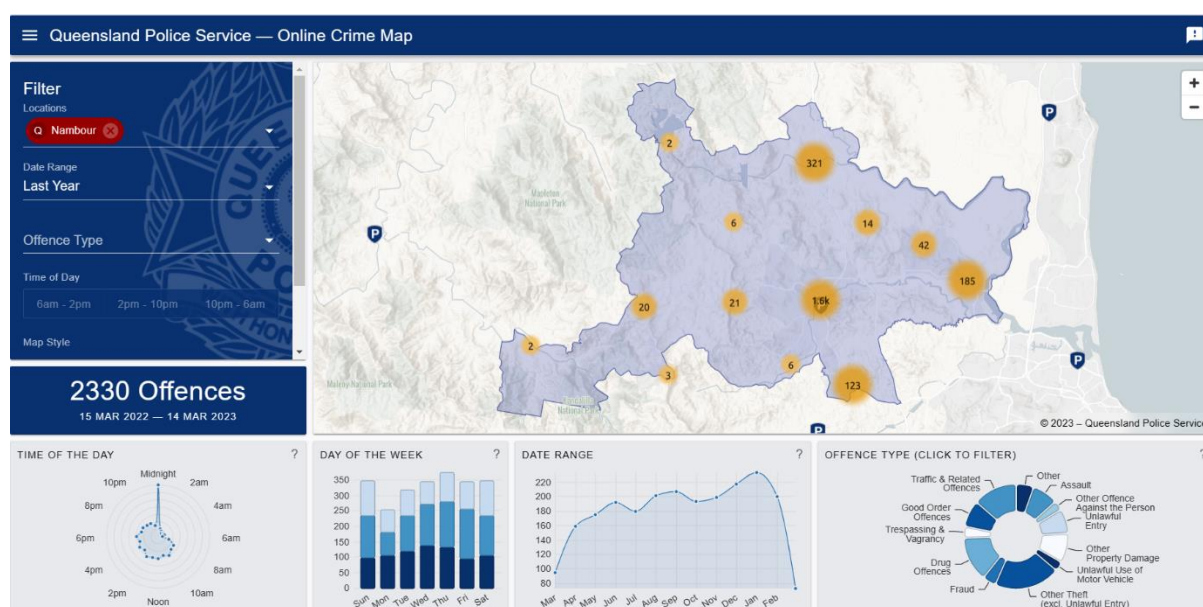 Queensland Police Service — Online Crime Map
Filter
Locations
Q Nambour
Date Range
Last Year
Offence Type
Time of Day
6am - 2pm 2pm - 10pm 10pm - 6am
Map Style
2330 Offences
15 MAR 2022 — 14 MAR 2023
+
−
Mapleton
National Park
2
321
6
14
42
185
20
21
1.6k
2
3
6
123
P
P
P
P
© 2023 – Queensland Police Service
TIME OF THE DAY ?
Midnight
10pm 2am
8pm 4am
6pm 6am
4pm 8am
2pm 10am
Noon
DAY OF THE WEEK ?
350
300
250
200
150
100
50
0
Sun Mon Tue Wed Thu Fri Sat
DATE RANGE ?
220
200
180
160
140
120
100
80
Mar Apr May Jun Jul Aug Sep Oct Nov Dec Jan Feb
OFFENCE TYPE (CLICK TO FILTER)
Traffic & Related
Offences
Good Order
Offences
Trespassing &
Vagrancy
Drug
Offences
Fraud
Other
Assault
Other Offence
Against the Person
Unlawful
Entry
Other
Property Damage
Unlawful Use of
Motor Vehicle
Other Theft
(excl. Unlawful Entry)